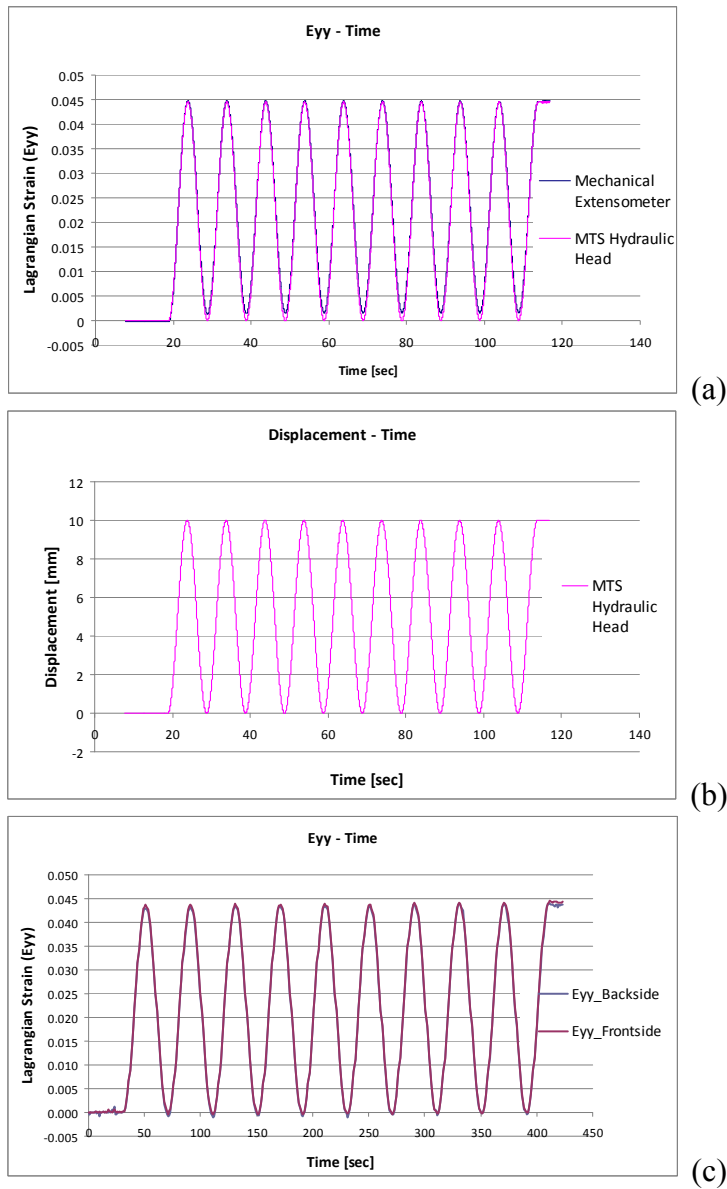 Eyy - Time
Lagrangian Strain (Eyy)
0.05
0.045
0.04
0.035
0.03
0.025
0.02
0.015
0.01
0.005
0
-0.005
0 20 40 60 80 100 120 140
Time [sec]
Mechanical
Extensometer
MTS Hydraulic
Head
(a)
Displacement - Time
Displacement [mm]
12
10
8
6
4
2
0
-2
0 20 40 60 80 100 120 140
Time [sec]
MTS
Hydraulic
Head
(b)
Eyy - Time
Lagrangian Strain (Eyy)
0.050
0.045
0.040
0.035
0.030
0.025
0.020
0.015
0.010
0.005
0.000
-0.005
0 50 100 150 200 250 300 350 400 450
Time [sec]
Eyy_Backside
Eyy_Frontside
(c)